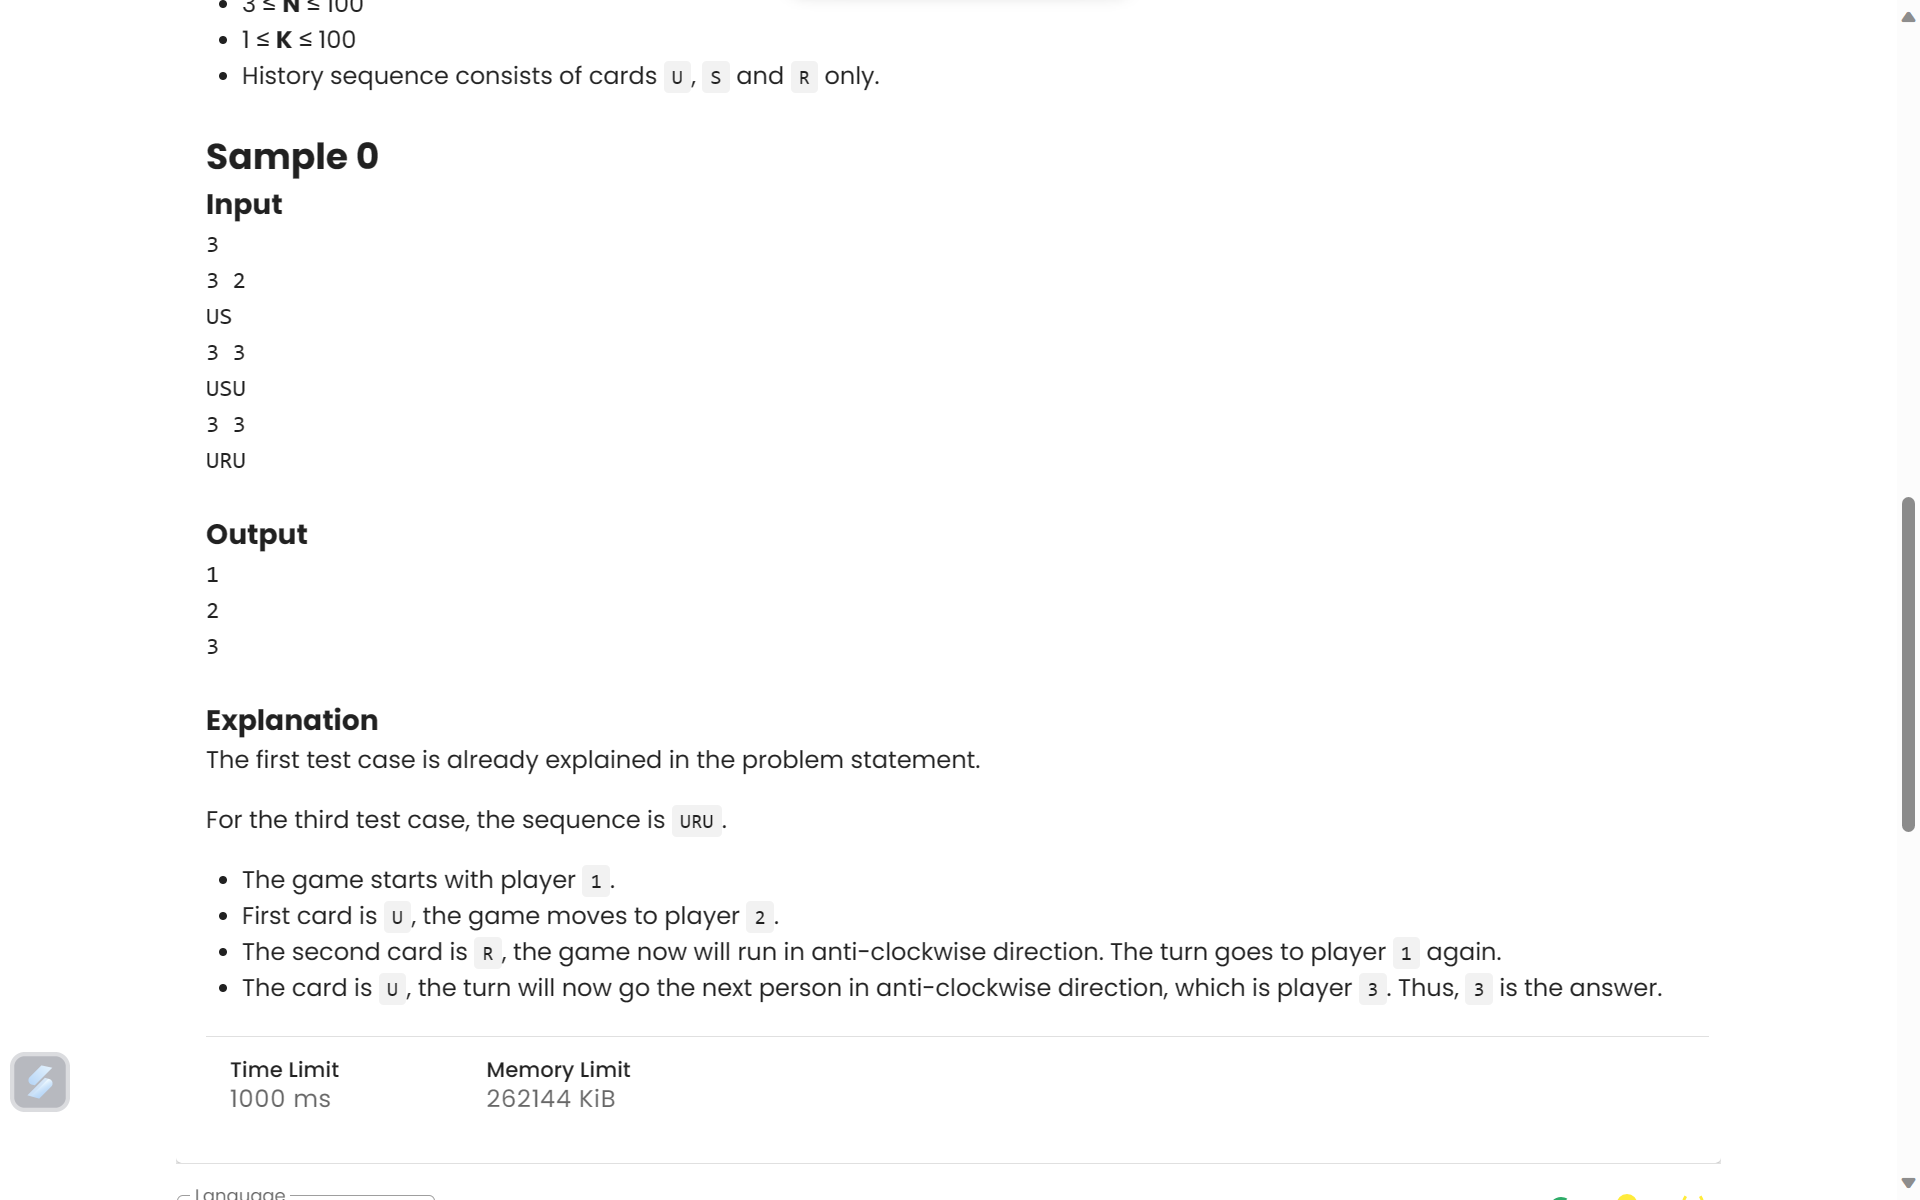 3 ≤ N ≤ 100
1 ≤ K ≤ 100
History sequence consists of cards U, S and R only.
Sample 0
Input
3
3 2
US
3 3
USU
3 3
URU
Output
1
2
3
Explanation
The first test case is already explained in the problem statement.
For the third test case, the sequence is URU.
The game starts with player 1.
First card is U, the game moves to player 2.
The second card is R, the game now will run in anti-clockwise direction. The turn goes to player 1 again.
The card is U, the turn will now go the next person in anti-clockwise direction, which is player 3. Thus, 3 is the answer.
Time Limit
Memory Limit
1000 ms
262144 KiB
Language